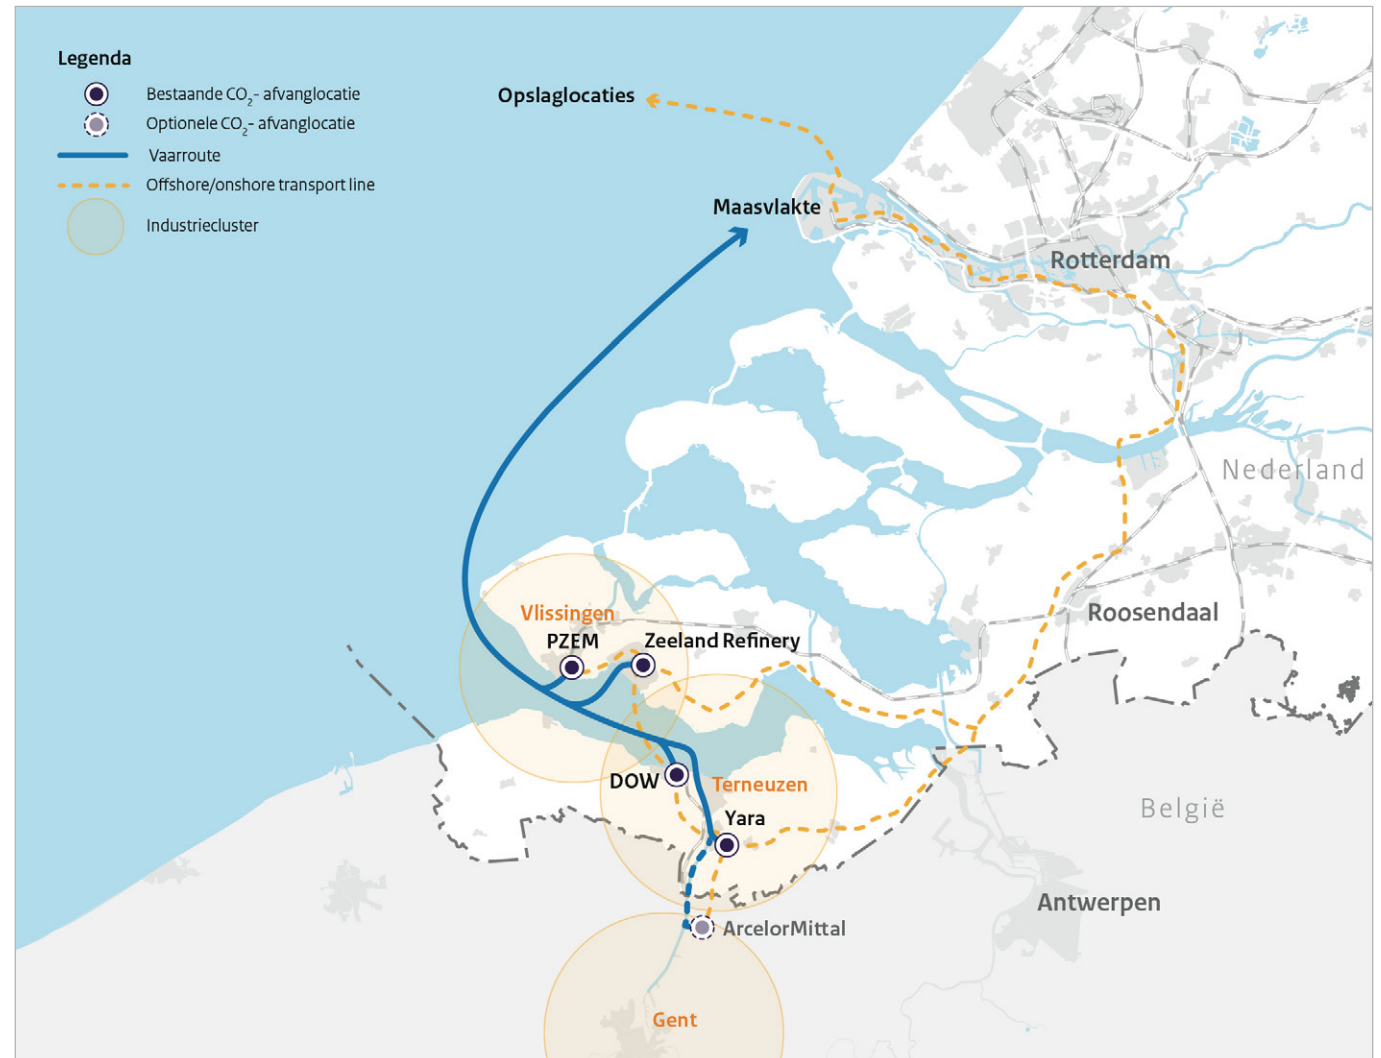 Legenda
Bestaande CO₂- afvanglocatie
Optionele CO₂- afvanglocatie
Vaarroute
Offshore/onshore transport line
Industriecluster
Opslaglocaties
Maasvlakte
Rotterdam
Nederland
Roosendaal
Vlissingen
PZEM
Zeeland Refinery
DOW
Terneuzen
Yara
België
Antwerpen
ArcelorMittal
Gent